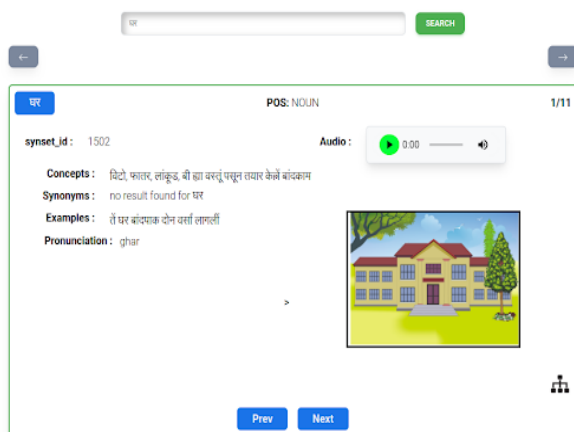 घर
SEARCH
←
→
घर
POS: NOUN
1/11
synset_id : 1502
Audio :
0:00
Concepts : विटो, फातर, लांकूड, बी ह्या वस्तूं पसून तयार केल्लें बांदकाम
Synonyms : no result found for घर
Examples : तें घर बांदपाक दोन वर्सां लागलीं
Pronunciation : ghar
>
Prev
Next